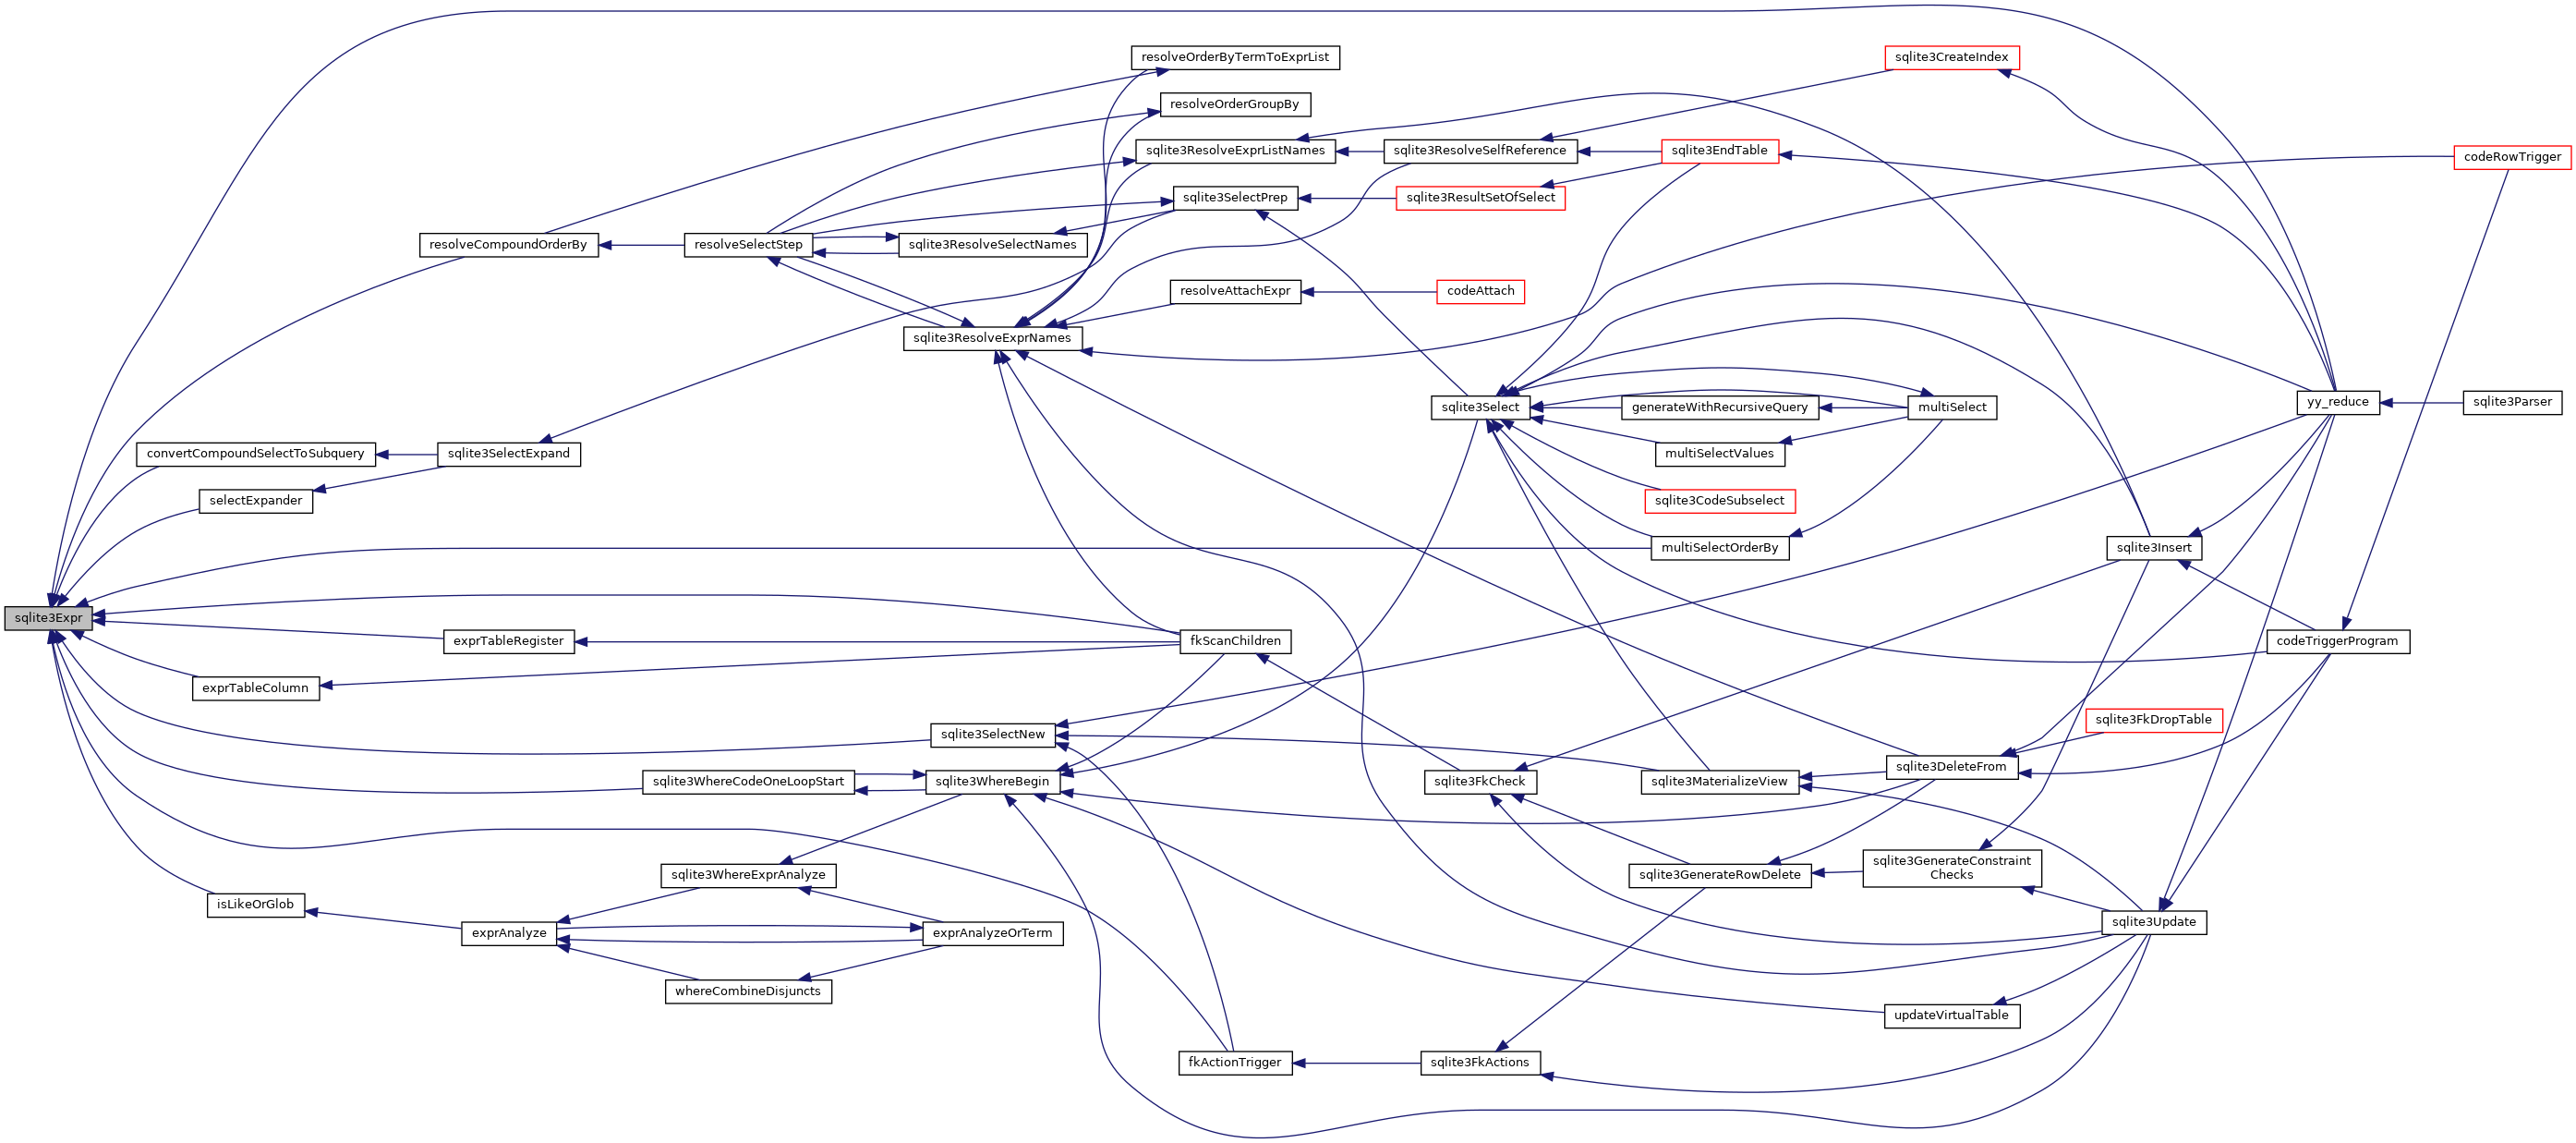 resolveOrderByTermToExprList
sqlite3CreateIndex
resolveOrderGroupBy
sqlite3ResolveExprListNames
sqlite3ResolveSelfReference
sqlite3EndTable
codeRowTrigger
sqlite3SelectPrep
sqlite3ResultSetOfSelect
resolveCompoundOrderBy
resolveSelectStep
sqlite3ResolveSelectNames
resolveAttachExpr
codeAttach
sqlite3ResolveExprNames
sqlite3Select
generateWithRecursiveQuery
multiSelect
yy_reduce
sqlite3Parser
convertCompoundSelectToSubquery
sqlite3SelectExpand
multiSelectValues
selectExpander
sqlite3CodeSubselect
multiSelectOrderBy
sqlite3Insert
sqlite3Expr
exprTableRegister
fkScanChildren
codeTriggerProgram
exprTableColumn
sqlite3FkDropTable
sqlite3SelectNew
sqlite3DeleteFrom
sqlite3WhereCodeOneLoopStart
sqlite3WhereBegin
sqlite3FkCheck
sqlite3MaterializeView
sqlite3WhereExprAnalyze
sqlite3GenerateRowDelete
sqlite3GenerateConstraint
Checks
isLikeOrGlob
sqlite3Update
exprAnalyze
exprAnalyzeOrTerm
whereCombineDisjuncts
updateVirtualTable
fkActionTrigger
sqlite3FkActions